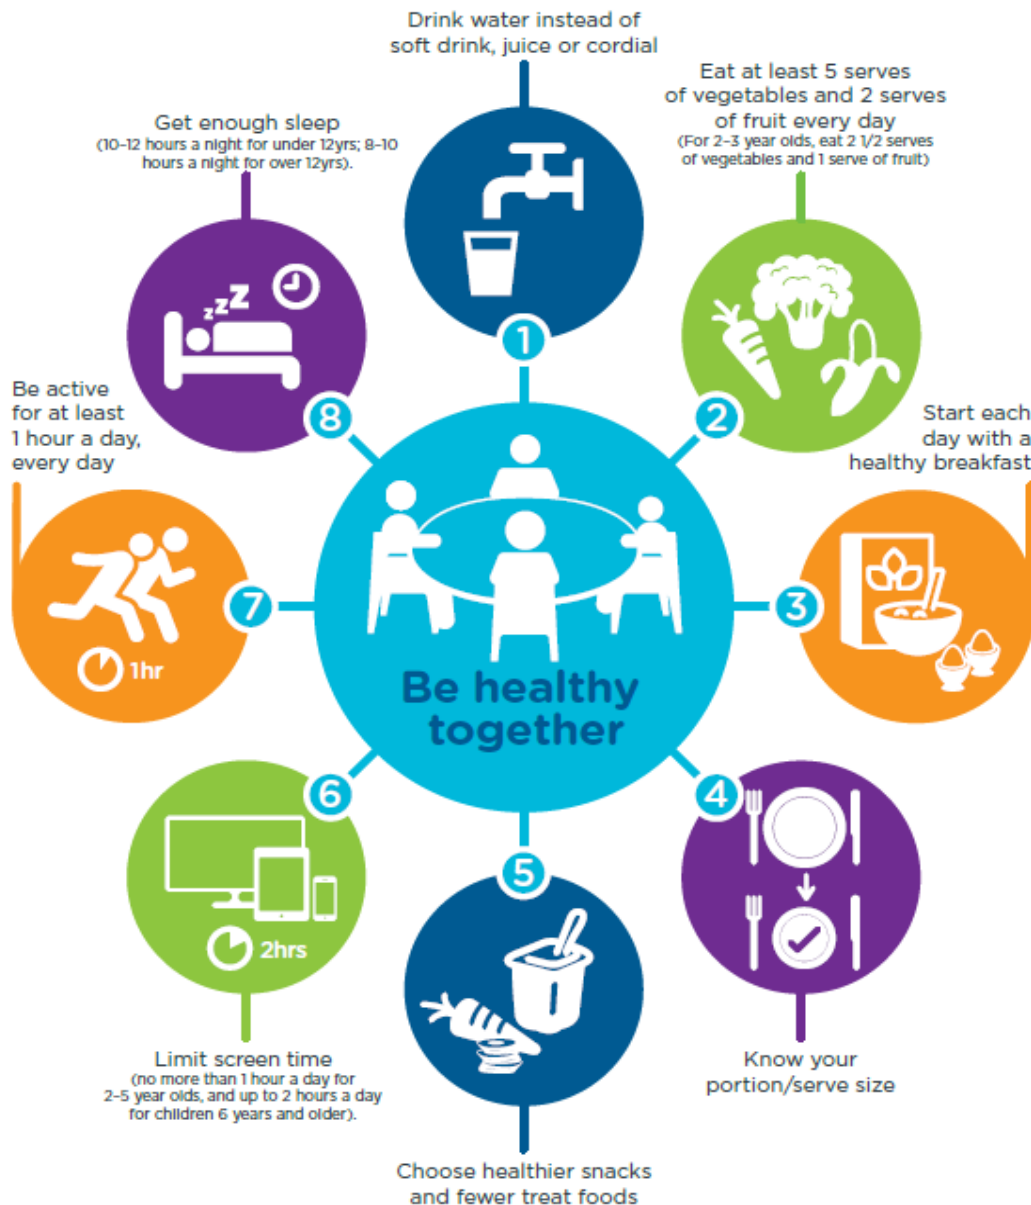 Drink water instead of
soft drink, juice or cordial
1
Eat at least 5 serves
of vegetables and 2 serves
of fruit every day
(For 2–3 year olds, eat 2 1/2 serves
of vegetables and 1 serve of fruit)
2
Start each
day with a
healthy breakfast
3
4
Know your
portion/serve size
5
Choose healthier snacks
and fewer treat foods
6
2hrs
Limit screen time
(no more than 1 hour a day for
2–5 year olds, and up to 2 hours a day
for children 6 years and older).
Be active
for at least
1 hour a day,
every day
7
1hr
Get enough sleep
(10–12 hours a night for under 12yrs; 8–10
hours a night for over 12yrs).
zzZ
8
Be healthy
together